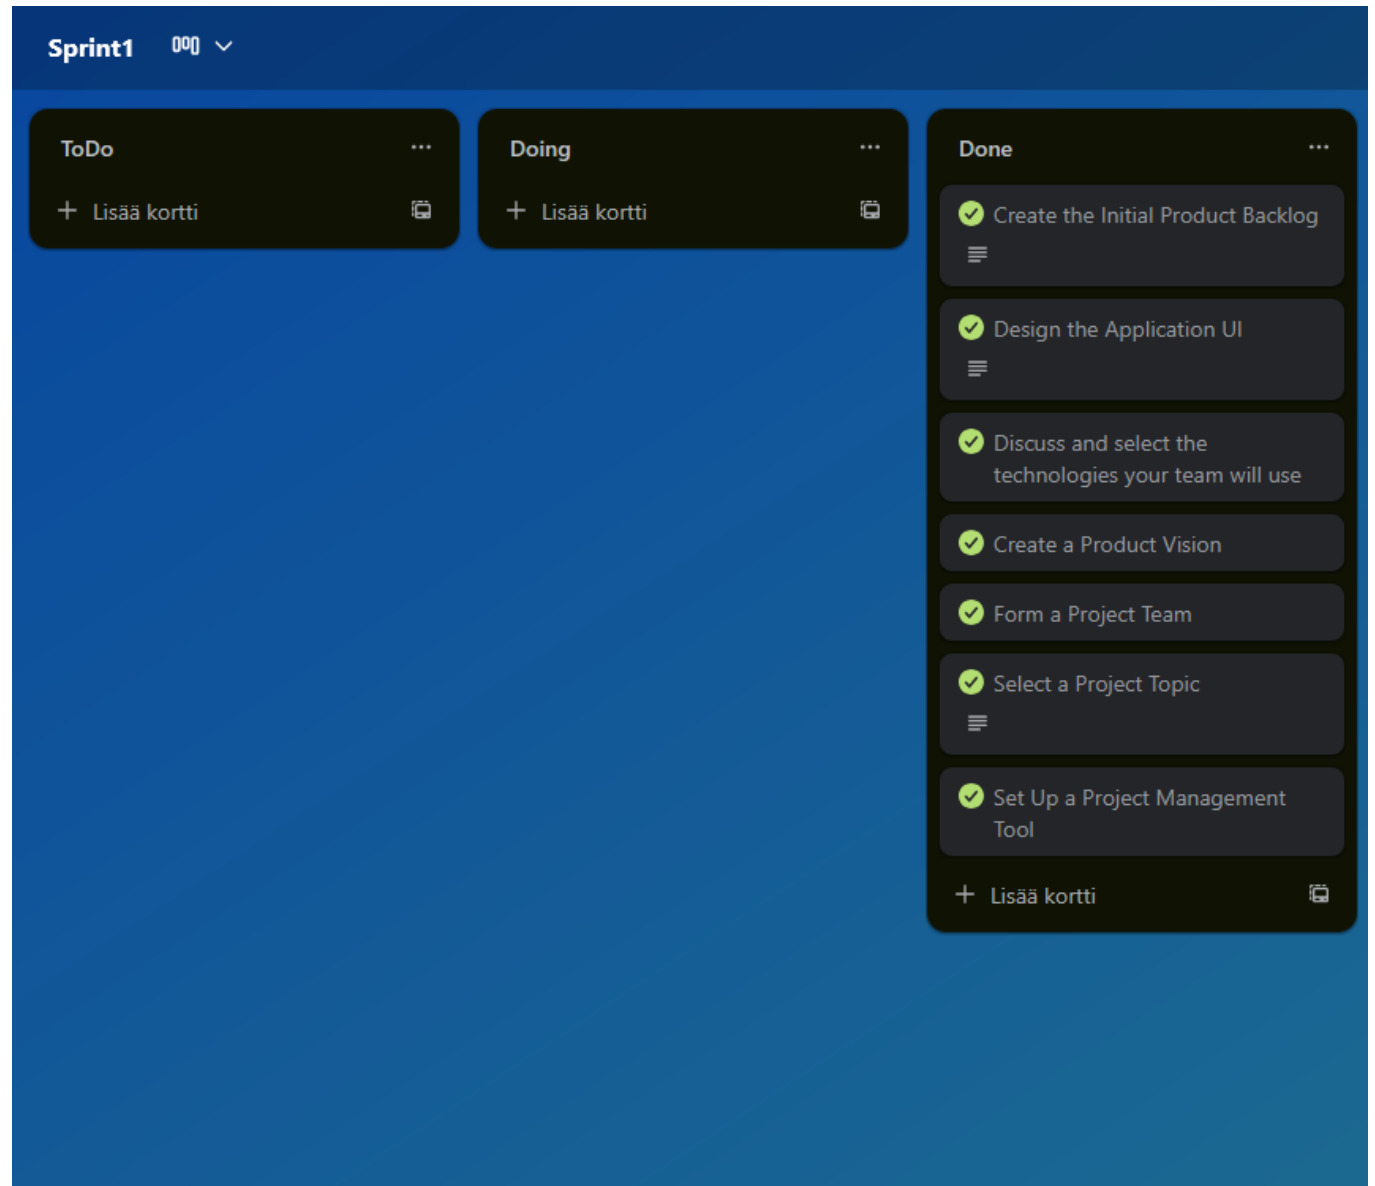 Sprint1
ToDo
Lisää kortti
Doing
Lisää kortti
Done
Create the Initial Product Backlog
Design the Application UI
Discuss and select the
technologies your team will use
Create a Product Vision
Form a Project Team
Select a Project Topic
Set Up a Project Management
Tool
Lisää kortti